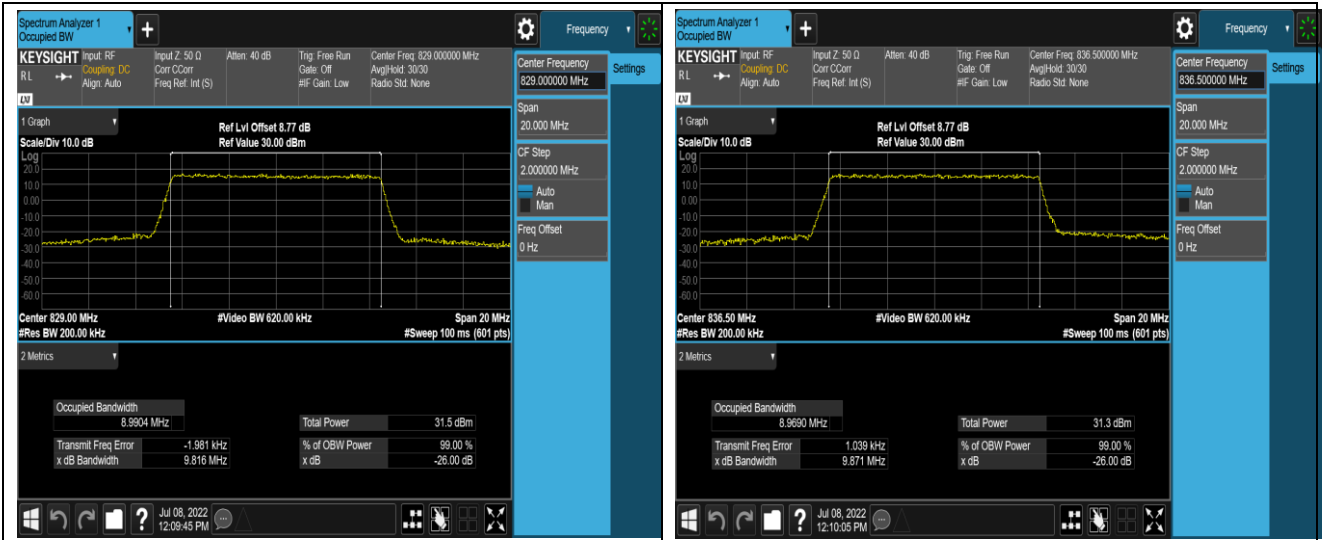 Spectrum Analyzer 1
Occupied BW
Frequency
KEYSIGHT Input: RF Input Z: 50 Ω Atten: 40 dB Trig: Free Run Center Freq: 829.000000 MHz
RL Coupling: DC Corr CCorr Gate: Off Avg|Hold: 30/30
Align: Auto Freq Ref: Int (S) #IF Gain: Low Radio Std: None
LXI
Center Frequency
829.000000 MHz
Settings
Span
20.000 MHz
CF Step
2.000000 MHz
Auto
Man
Freq Offset
0 Hz
1 Graph
Ref Lvl Offset 8.77 dB
Scale/Div 10.0 dB Ref Value 30.00 dBm
Log
20.0
10.0
0.00
-10.0
-20.0
-30.0
-40.0
-50.0
-60.0
Center 829.00 MHz #Video BW 620.00 kHz Span 20 MHz
#Res BW 200.00 kHz #Sweep 100 ms (601 pts)
2 Metrics
Occupied Bandwidth
8.9904 MHz Total Power 31.5 dBm
Transmit Freq Error -1.981 kHz % of OBW Power 99.00 %
x dB Bandwidth 9.816 MHz x dB -26.00 dB
Jul 08, 2022
12:09:45 PM
Spectrum Analyzer 1
Occupied BW
Frequency
KEYSIGHT Input: RF Input Z: 50 Ω Atten: 40 dB Trig: Free Run Center Freq: 836.500000 MHz
RL Coupling: DC Corr CCorr Gate: Off Avg|Hold: 30/30
Align: Auto Freq Ref: Int (S) #IF Gain: Low Radio Std: None
LXI
Center Frequency
836.500000 MHz
Settings
Span
20.000 MHz
CF Step
2.000000 MHz
Auto
Man
Freq Offset
0 Hz
1 Graph
Ref Lvl Offset 8.77 dB
Scale/Div 10.0 dB Ref Value 30.00 dBm
Log
20.0
10.0
0.00
-10.0
-20.0
-30.0
-40.0
-50.0
-60.0
Center 836.50 MHz #Video BW 620.00 kHz Span 20 MHz
#Res BW 200.00 kHz #Sweep 100 ms (601 pts)
2 Metrics
Occupied Bandwidth
8.9690 MHz Total Power 31.3 dBm
Transmit Freq Error 1.039 kHz % of OBW Power 99.00 %
x dB Bandwidth 9.871 MHz x dB -26.00 dB
Jul 08, 2022
12:10:05 PM